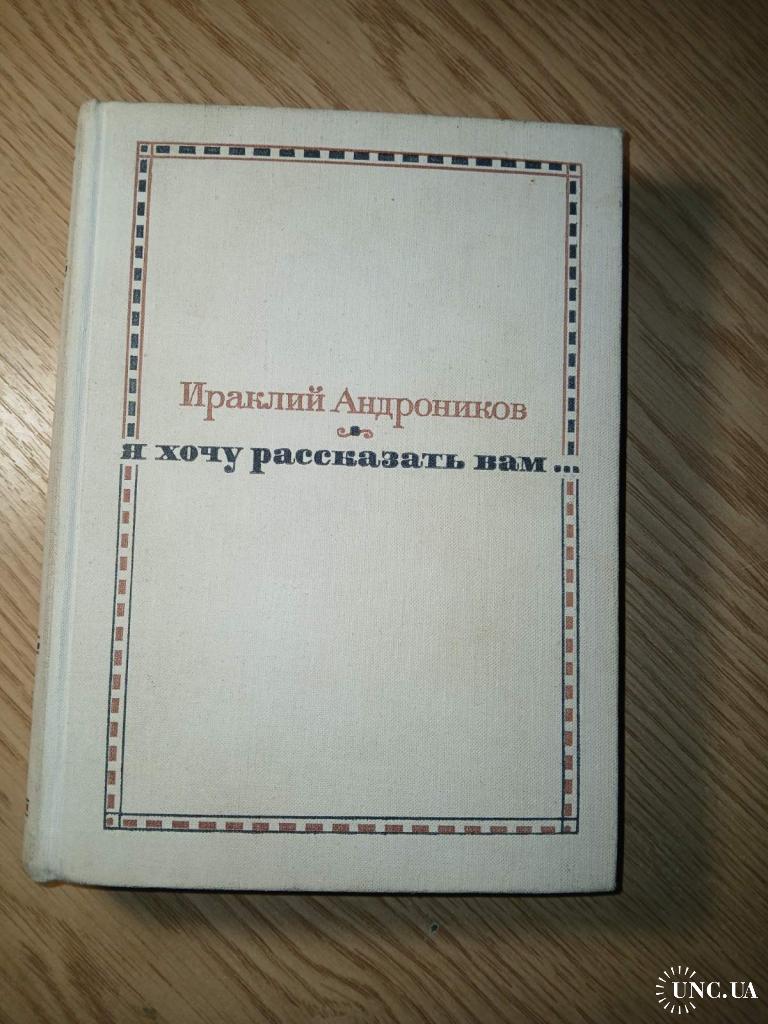 Ираклий Андроников
я хочу рассказать вам...
UNC.UA